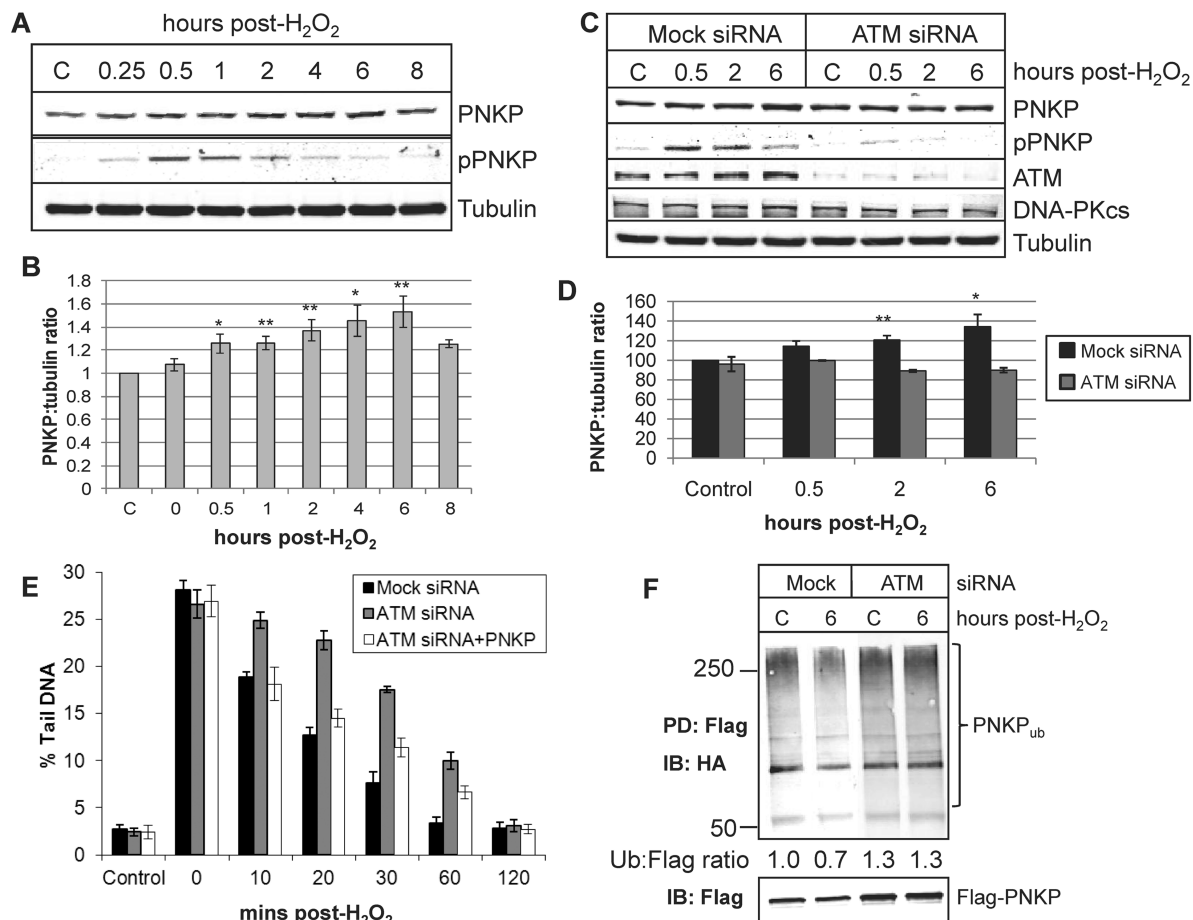 A
hours post-H₂O₂
C 0.25 0.5 1 2 4 6 8
PNKP
pPNKP
Tubulin
B
PNKP:tubulin ratio
1.8
1.6
1.4
1.2
1
0.8
0.6
0.4
0.2
0
* ** ** * **
C 0 0.5 1 2 4 6 8
hours post-H₂O₂
C
Mock siRNA ATM siRNA
C 0.5 2 6 C 0.5 2 6 hours post-H₂O₂
PNKP
pPNKP
ATM
DNA-PKcs
Tubulin
D
PNKP:tubulin ratio
160
140
120
100
80
60
40
20
0
** *
Control 0.5 2 6
hours post-H₂O₂
Mock siRNA
ATM siRNA
E
% Tail DNA
30
25
20
15
10
5
0
Mock siRNA
ATM siRNA
ATM siRNA+PNKP
Control 0 10 20 30 60 120
mins post-H₂O₂
F
Mock ATM siRNA
C 6 C 6 hours post-H₂O₂
250
PD: Flag
IB: HA
50
PNKPub
Ub:Flag ratio 1.0 0.7 1.3 1.3
IB: Flag Flag-PNKP